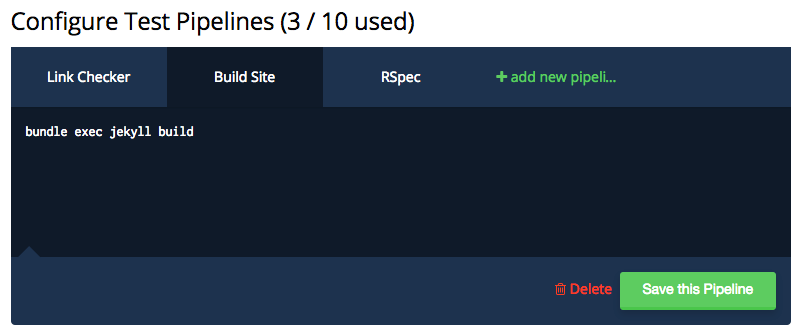 Configure Test Pipelines (3 / 10 used)
Link Checker Build Site RSpec + add new pipeli...
bundle exec jekyll build
Delete Save this Pipeline